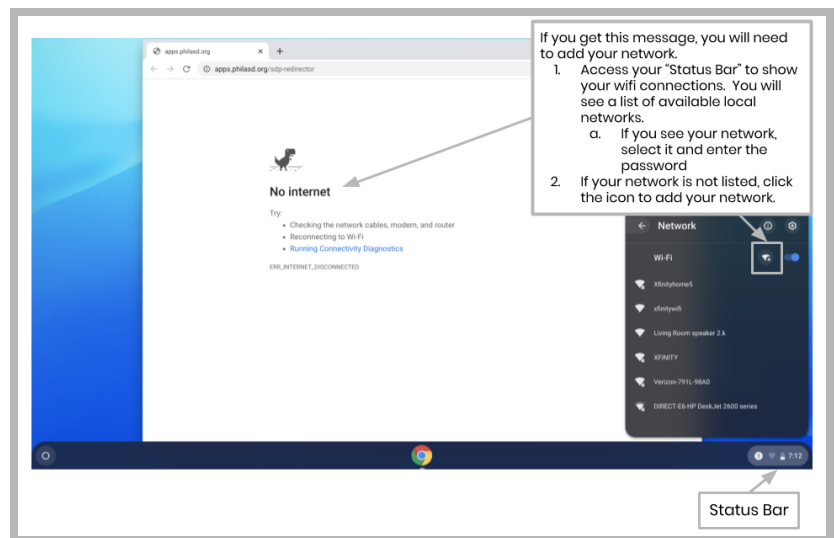 If you get this message, you will need
to add your network.
1. Access your “Status Bar” to show
your wifi connections. You will
see a list of available local
networks.
a. If you see your network,
select it and enter the
password
2. If your network is not listed, click
the icon to add your network.
apps.philasd.org
apps.philasd.org/sdp-redirector
No internet
Try:
• Checking the network cables, modem, and router
• Reconnecting to Wi-Fi
• Running Connectivity Diagnostics
ERR_INTERNET_DISCONNECTED
Network
Wi-Fi
Xfinityhome5
xfinitywifi
Living Room speaker 2.k
XFINITY
Verizon-791L-98A0
DIRECT-E6-HP DeskJet 2600 series
7:12
Status Bar